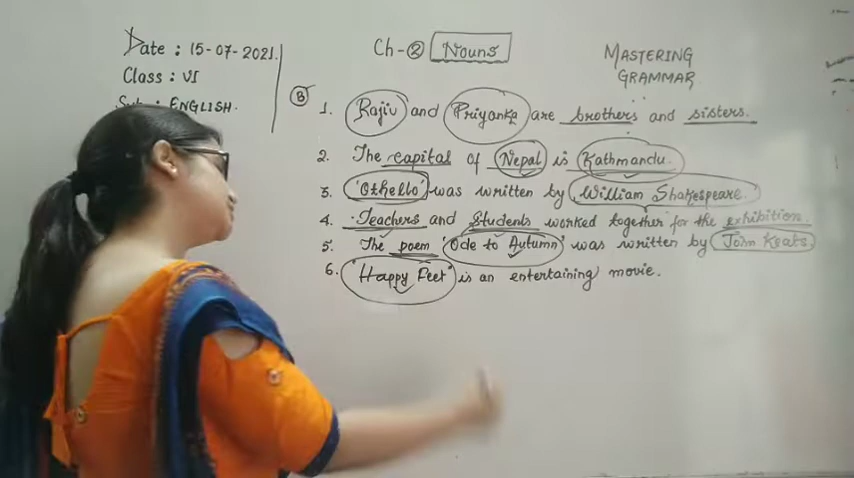 Date : 15-07-2021.
Class : VI
Sub : ENGLISH.
Ch-② Nouns
MASTERING
GRAMMAR
Ⓑ
1. Rajiv and Priyanka are brothers and sisters.
2. The capital of Nepal is Kathmandu.
3. 'Othello' was written by William Shakespeare.
4. Teachers and Students worked together for the exhibition.
5. The poem 'Ode to Autumn' was written by John Keats.
6. "Happy Feet" is an entertaining movie.